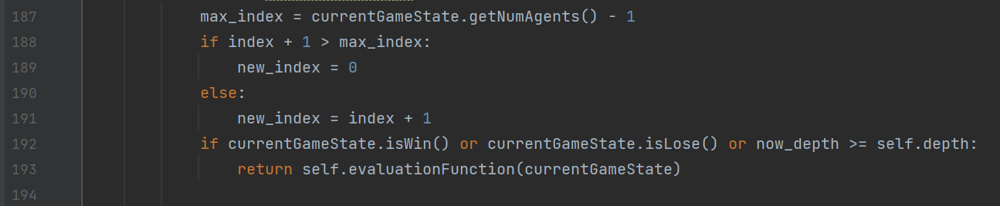 187 max_index = currentGameState.getNumAgents() - 1
188 if index + 1 > max_index:
189     new_index = 0
190 else:
191     new_index = index + 1
192 if currentGameState.isWin() or currentGameState.isLose() or now_depth >= self.depth:
193     return self.evaluationFunction(currentGameState)
194